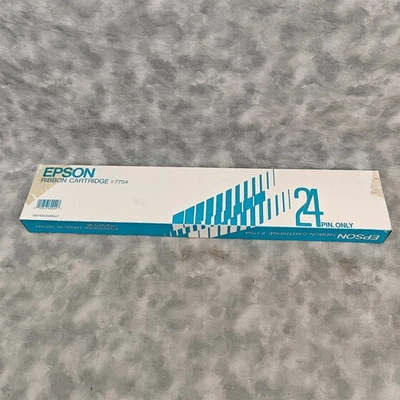 EPSON
RIBBON CARTRIDGE #7754
24
PIN. ONLY
EPSON RIBBON CARTRIDGE #7754